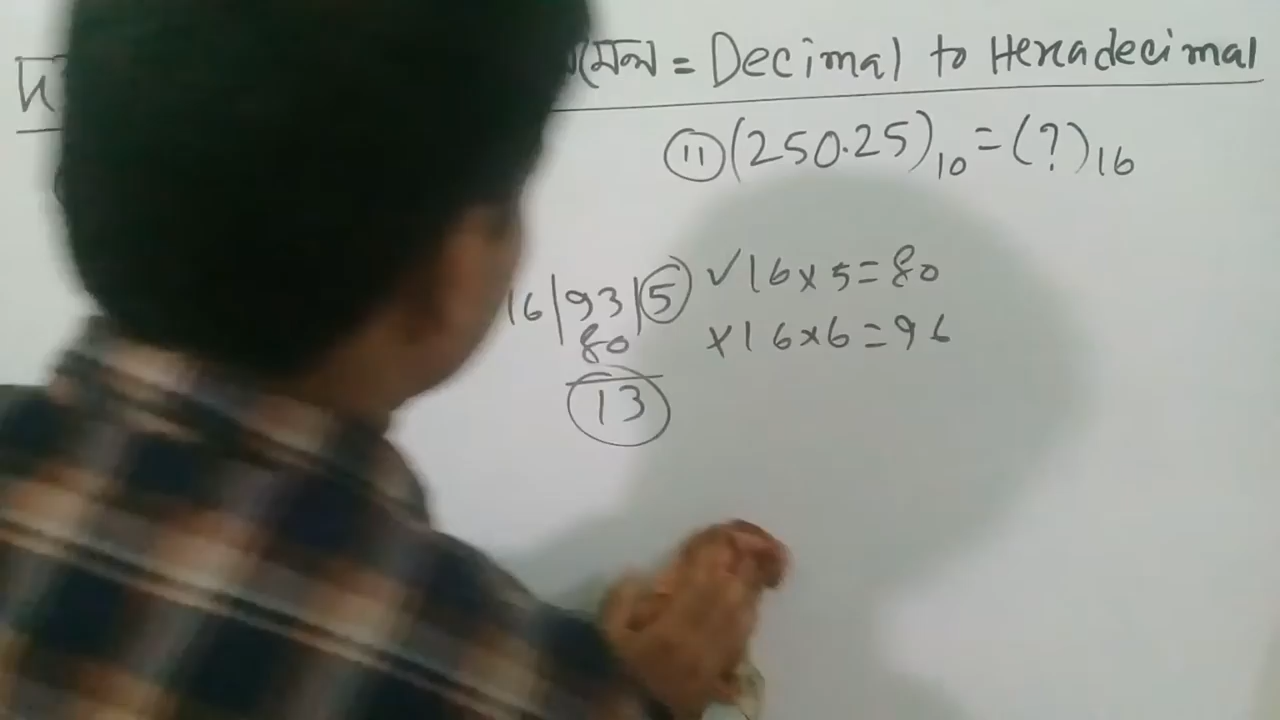 = Decimal to Hexadecimal
(11) (250.25)10 = (?)16
16|93|5 ✓16×5=80
80 ×16×6=96
13